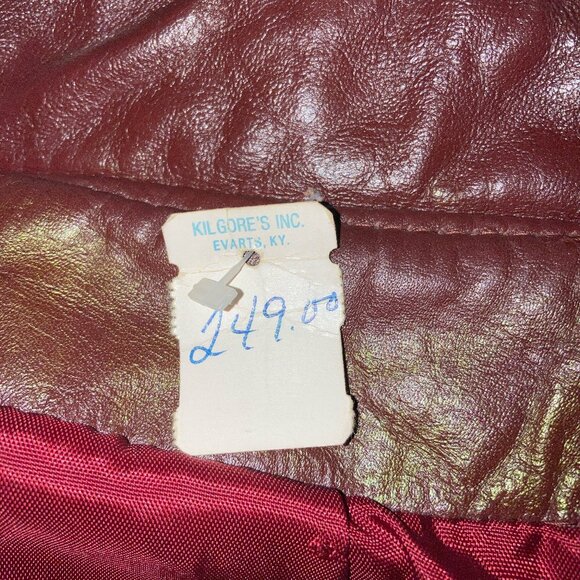 KILGORE'S INC.
EVARTS, KY.
249.00